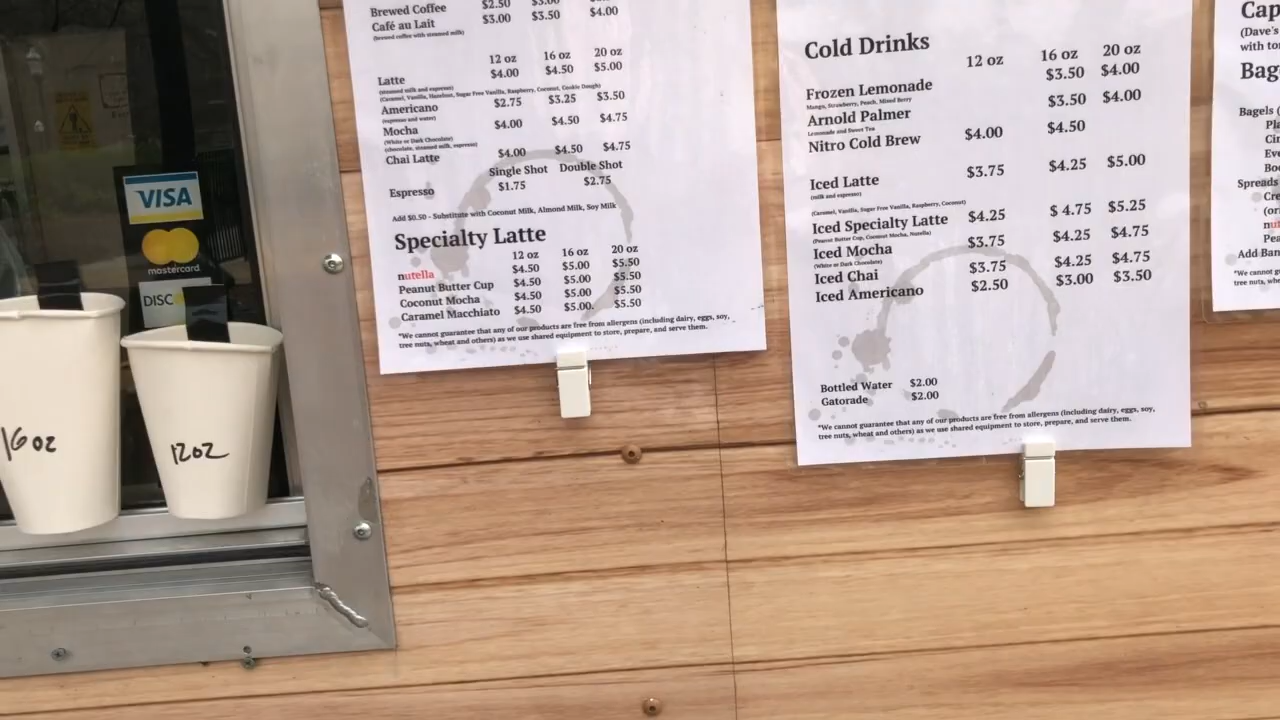 VISA
mastercard
DISC
16 oz
12oz
Brewed Coffee $2.50 $3.00
Café au Lait $3.00 $3.50 $4.00
(brewed coffee with steamed milk)
12 oz 16 oz 20 oz
Latte $4.00 $4.50 $5.00
(steamed milk and espresso)
(Caramel, Vanilla, Hazelnut, Sugar Free Vanilla, Raspberry, Coconut, Cookie Dough)
Americano $2.75 $3.25 $3.50
(espresso and water)
Mocha $4.00 $4.50 $4.75
(White or Dark Chocolate)
(chocolate, steamed milk, espresso)
Chai Latte $4.00 $4.50 $4.75
Single Shot Double Shot
Espresso $1.75 $2.75
Add $0.50 - Substitute with Coconut Milk, Almond Milk, Soy Milk
Specialty Latte
12 oz 16 oz 20 oz
nutella $4.50 $5.00 $5.50
Peanut Butter Cup $4.50 $5.00 $5.50
Coconut Mocha $4.50 $5.00 $5.50
Caramel Macchiato $4.50 $5.00. $5.50
*We cannot guarantee that any of our products are free from allergens (including dairy, eggs, soy,
tree nuts, wheat and others) as we use shared equipment to store, prepare, and serve them.
Cold Drinks
12 oz 16 oz 20 oz
Frozen Lemonade $3.50 $4.00
Mango, Strawberry, Peach, Mixed Berry
Arnold Palmer $3.50 $4.00
Lemonade and Sweet Tea
Nitro Cold Brew $4.00 $4.50
Iced Latte $3.75 $4.25 $5.00
(milk and espresso)
(Caramel, Vanilla, Sugar Free Vanilla, Raspberry, Coconut)
Iced Specialty Latte $4.25 $ 4.75 $5.25
(Peanut Butter Cup, Coconut Mocha, Nutella)
Iced Mocha $3.75 $4.25 $4.75
(White or Dark Chocolate)
Iced Chai $3.75 $4.25 $4.75
Iced Americano $2.50 $3.00 $3.50
Bottled Water $2.00
Gatorade $2.00
*We cannot guarantee that any of our products are free from allergens (including dairy, eggs, soy,
tree nuts, wheat and others) as we use shared equipment to store, prepare, and serve them.
Cap
(Dave's
with to
Bag
Bagels (
Pla
Cin
Eve
Boo
Spreads
Cre
(or
nut
Pea
Add Ban
*We cannot g
tree nuts, whe